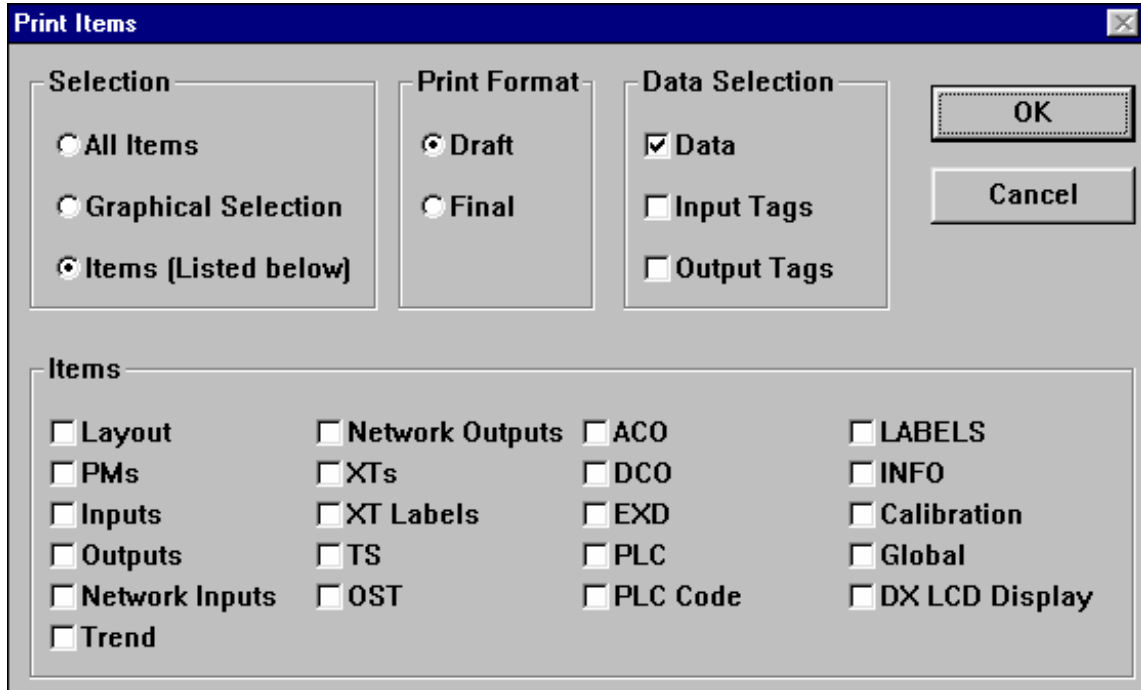 Print Items
Selection
All Items
Graphical Selection
Items (Listed below)
Print Format
Draft
Final
Data Selection
Data
Input Tags
Output Tags
OK
Cancel
Items
Layout
PMs
Inputs
Outputs
Network Inputs
Trend
Network Outputs
XTs
XT Labels
TS
OST
ACO
DCO
EXD
PLC
PLC Code
LABELS
INFO
Calibration
Global
DX LCD Display